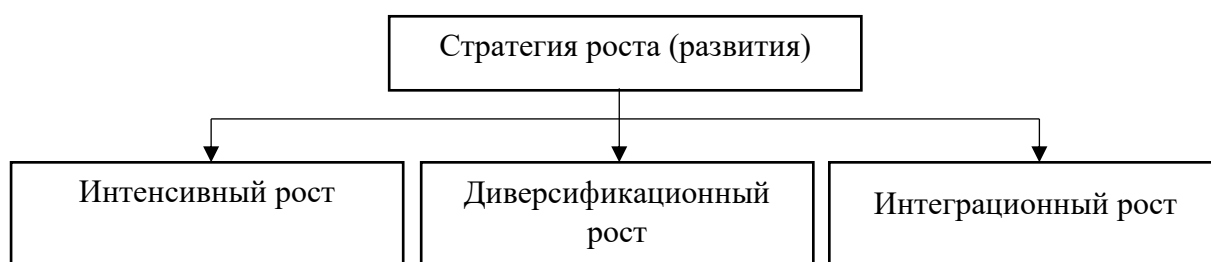 Стратегия роста (развития)
Интенсивный рост
Диверсификационный
рост
Интеграционный рост